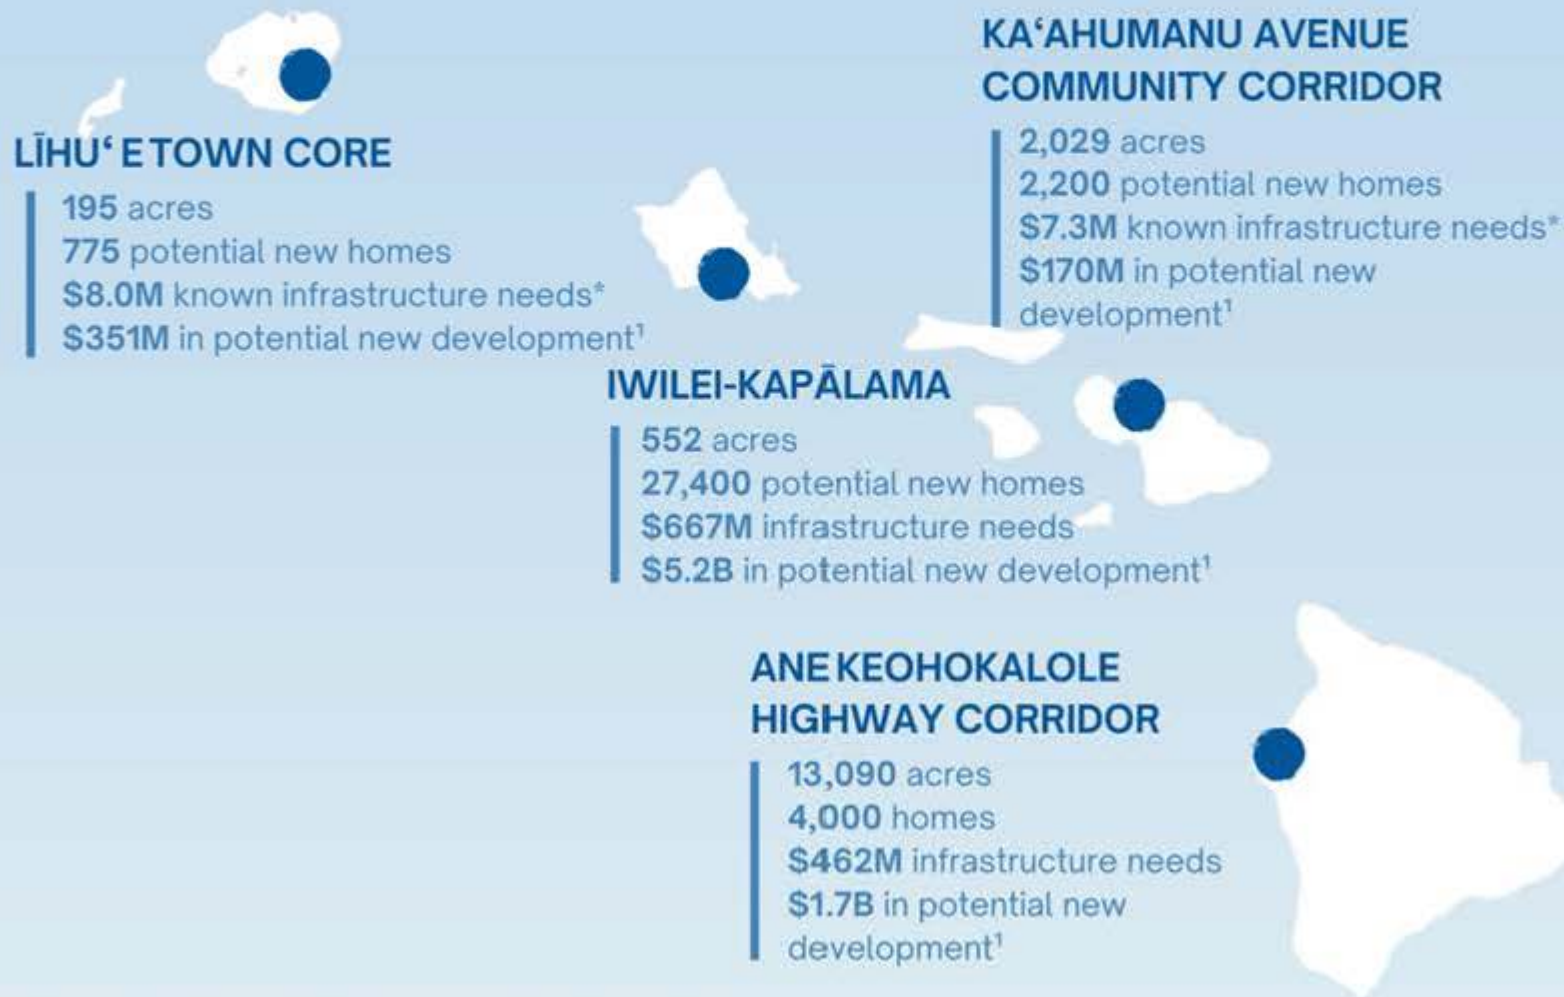 LĪHUʻE TOWN CORE
195 acres
775 potential new homes
$8.0M known infrastructure needs*
$351M in potential new development¹
KAʻAHUMANU AVENUE
COMMUNITY CORRIDOR
2,029 acres
2,200 potential new homes
$7.3M known infrastructure needs*
$170M in potential new
development¹
IWILEI-KAPĀLAMA
552 acres
27,400 potential new homes
$667M infrastructure needs
$5.2B in potential new development¹
ANE KEOHOKALOLE
HIGHWAY CORRIDOR
13,090 acres
4,000 homes
$462M infrastructure needs
$1.7B in potential new
development¹